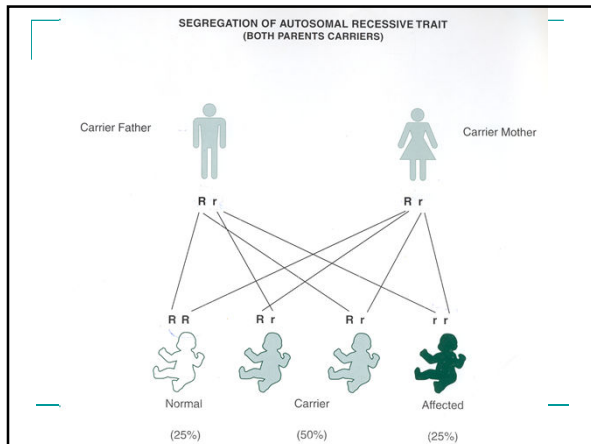 SEGREGATION OF AUTOSOMAL RECESSIVE TRAIT
(BOTH PARENTS CARRIERS)
Carrier Father
Carrier Mother
R r
R r
R R
R r
R r
r r
Normal
Carrier
Affected
(25%)
(50%)
(25%)